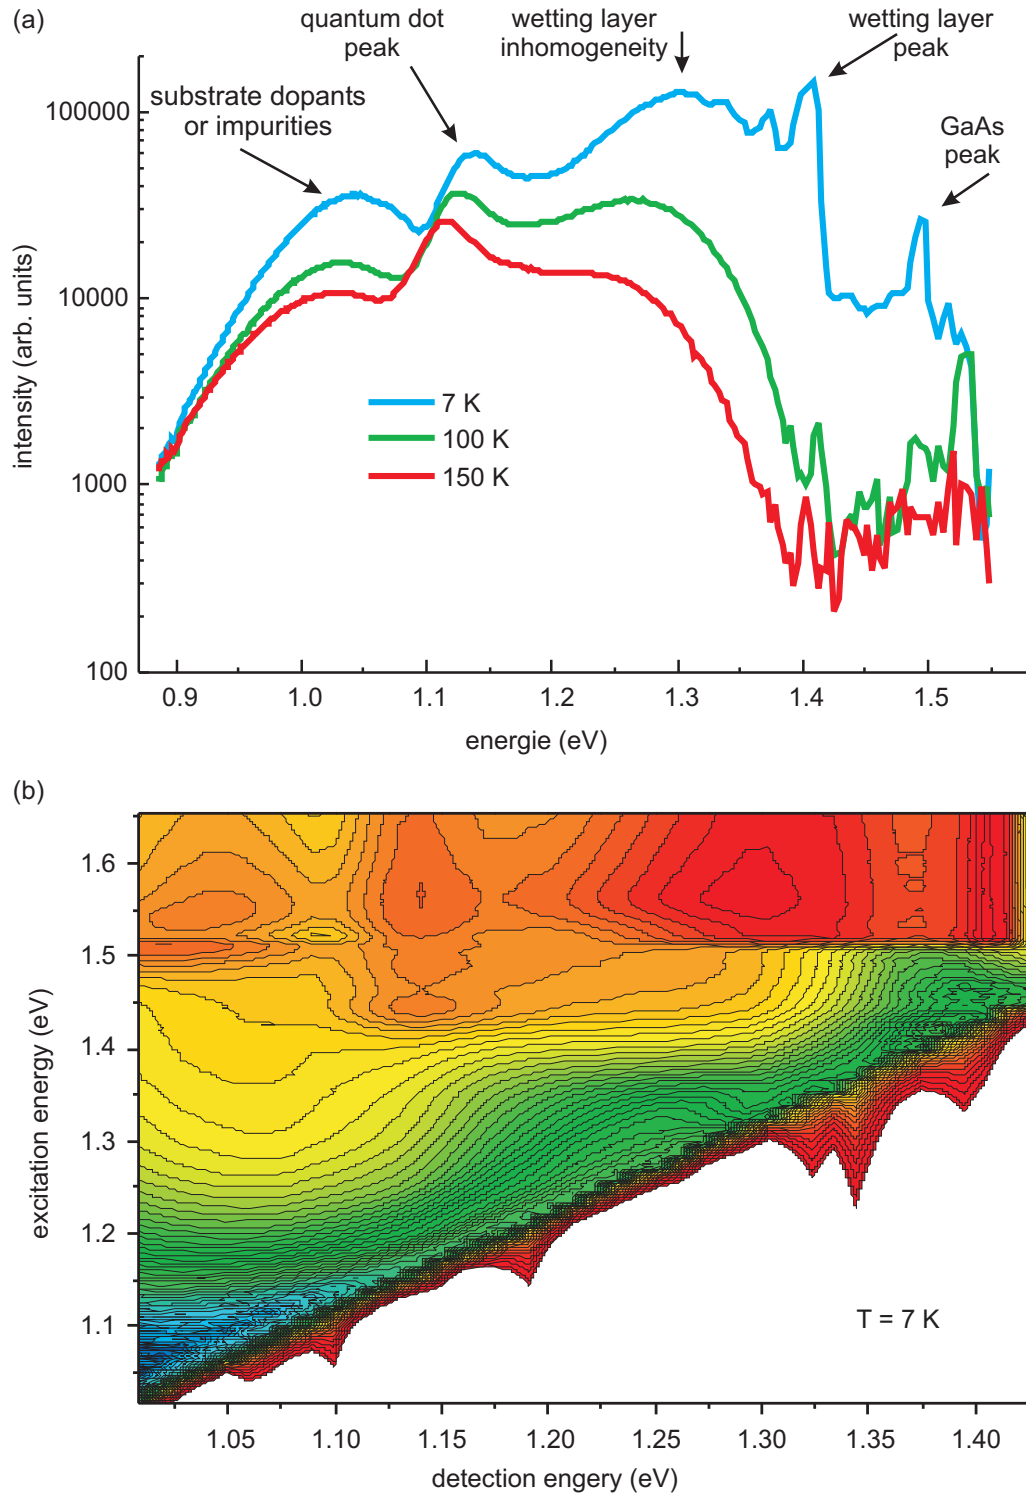 (a)
quantum dot
peak
wetting layer
inhomogeneity
wetting layer
peak
substrate dopants
or impurities
GaAs
peak
100000
10000
1000
100
intensity (arb. units)
7 K
100 K
150 K
0.9 1.0 1.1 1.2 1.3 1.4 1.5
energie (eV)
(b)
1.6
1.5
1.4
1.3
1.2
1.1
excitation energy (eV)
T = 7 K
1.05 1.10 1.15 1.20 1.25 1.30 1.35 1.40
detection engery (eV)